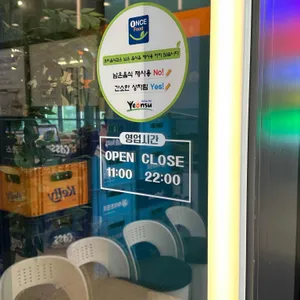 ONCE
Food
남은음식 재사용 No!
간소한 상차림 Yes!
Yeonsu
영업시간
OPEN CLOSE
11:00 22:00
Kelly